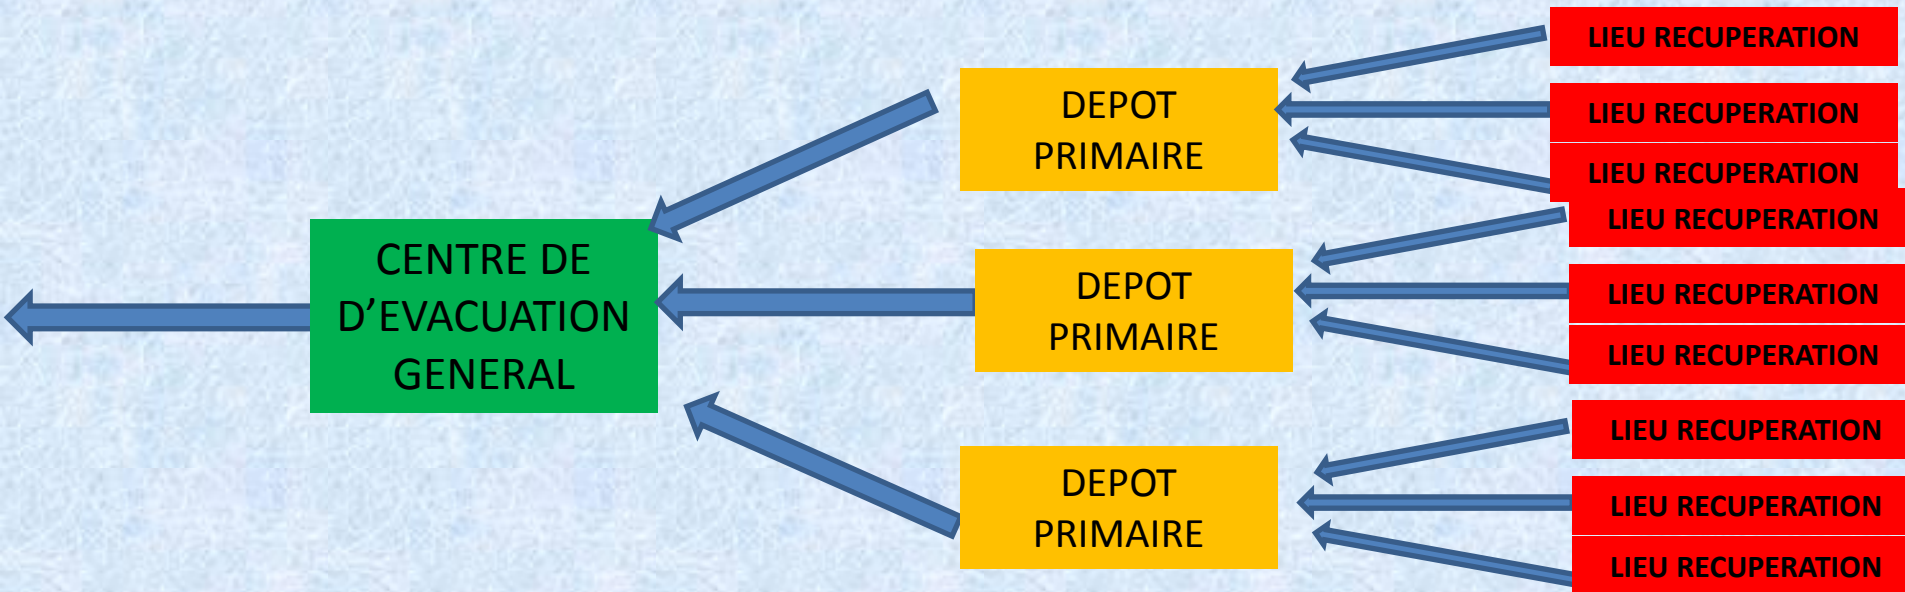 CENTRE DE
D’EVACUATION
GENERAL
DEPOT
PRIMAIRE
DEPOT
PRIMAIRE
DEPOT
PRIMAIRE
LIEU RECUPERATION
LIEU RECUPERATION
LIEU RECUPERATION
LIEU RECUPERATION
LIEU RECUPERATION
LIEU RECUPERATION
LIEU RECUPERATION
LIEU RECUPERATION
LIEU RECUPERATION